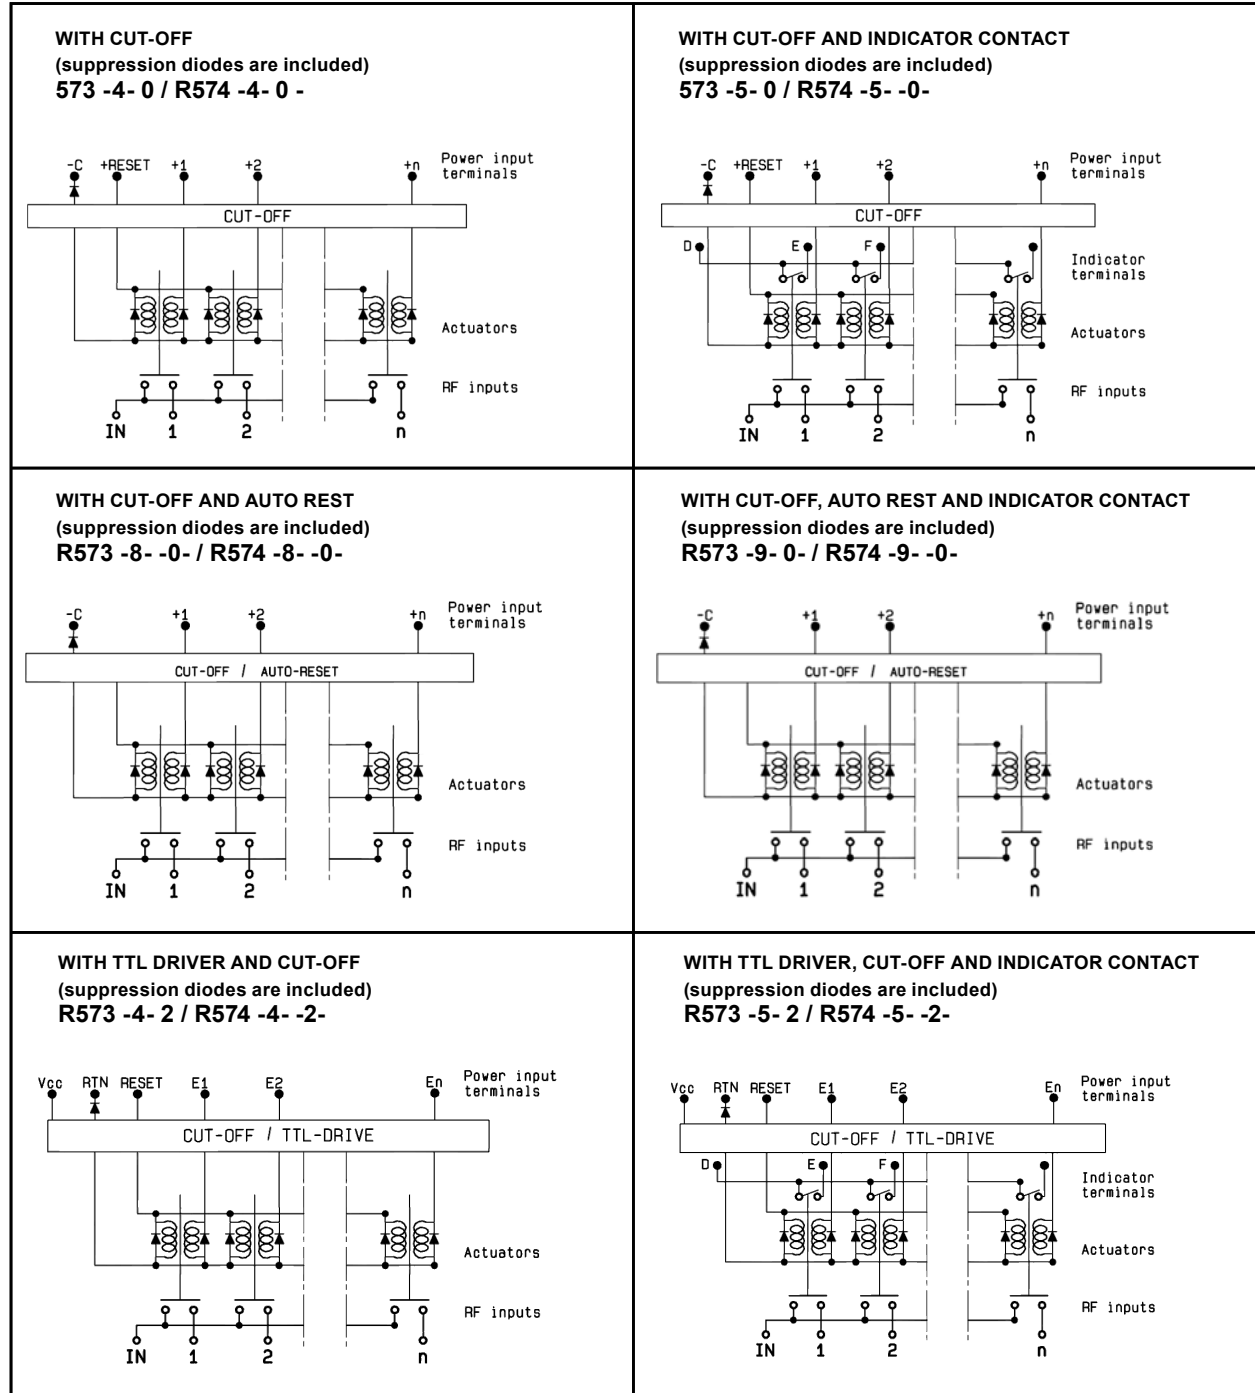 WITH CUT-OFF
(suppression diodes are included)
573 -4- 0 / R574 -4- 0 -
-C +RESET +1 +2 +n Power input
terminals
CUT-OFF
Actuators
RF inputs
IN 1 2 n
WITH CUT-OFF AND INDICATOR CONTACT
(suppression diodes are included)
573 -5- 0 / R574 -5- -0-
-C +RESET +1 +2 +n Power input
terminals
CUT-OFF
D E F
Indicator
terminals
Actuators
RF inputs
IN 1 2 n
WITH CUT-OFF AND AUTO REST
(suppression diodes are included)
R573 -8- -0- / R574 -8- -0-
-C +1 +2 +n Power input
terminals
CUT-OFF / AUTO-RESET
Actuators
RF inputs
IN 1 2 n
WITH CUT-OFF, AUTO REST AND INDICATOR CONTACT
(suppression diodes are included)
R573 -9- 0- / R574 -9- -0-
-C +1 +2 +n Power input
terminals
CUT-OFF / AUTO-RESET
Actuators
RF inputs
IN 1 2 n
WITH TTL DRIVER AND CUT-OFF
(suppression diodes are included)
R573 -4- 2 / R574 -4- -2-
Vcc RTN RESET E1 E2 En Power input
terminals
CUT-OFF / TTL-DRIVE
Actuators
RF inputs
IN 1 2 n
WITH TTL DRIVER, CUT-OFF AND INDICATOR CONTACT
(suppression diodes are included)
R573 -5- 2 / R574 -5- -2-
Vcc RTN RESET E1 E2 En Power input
terminals
CUT-OFF / TTL-DRIVE
D E F
Indicator
terminals
Actuators
RF inputs
IN 1 2 n